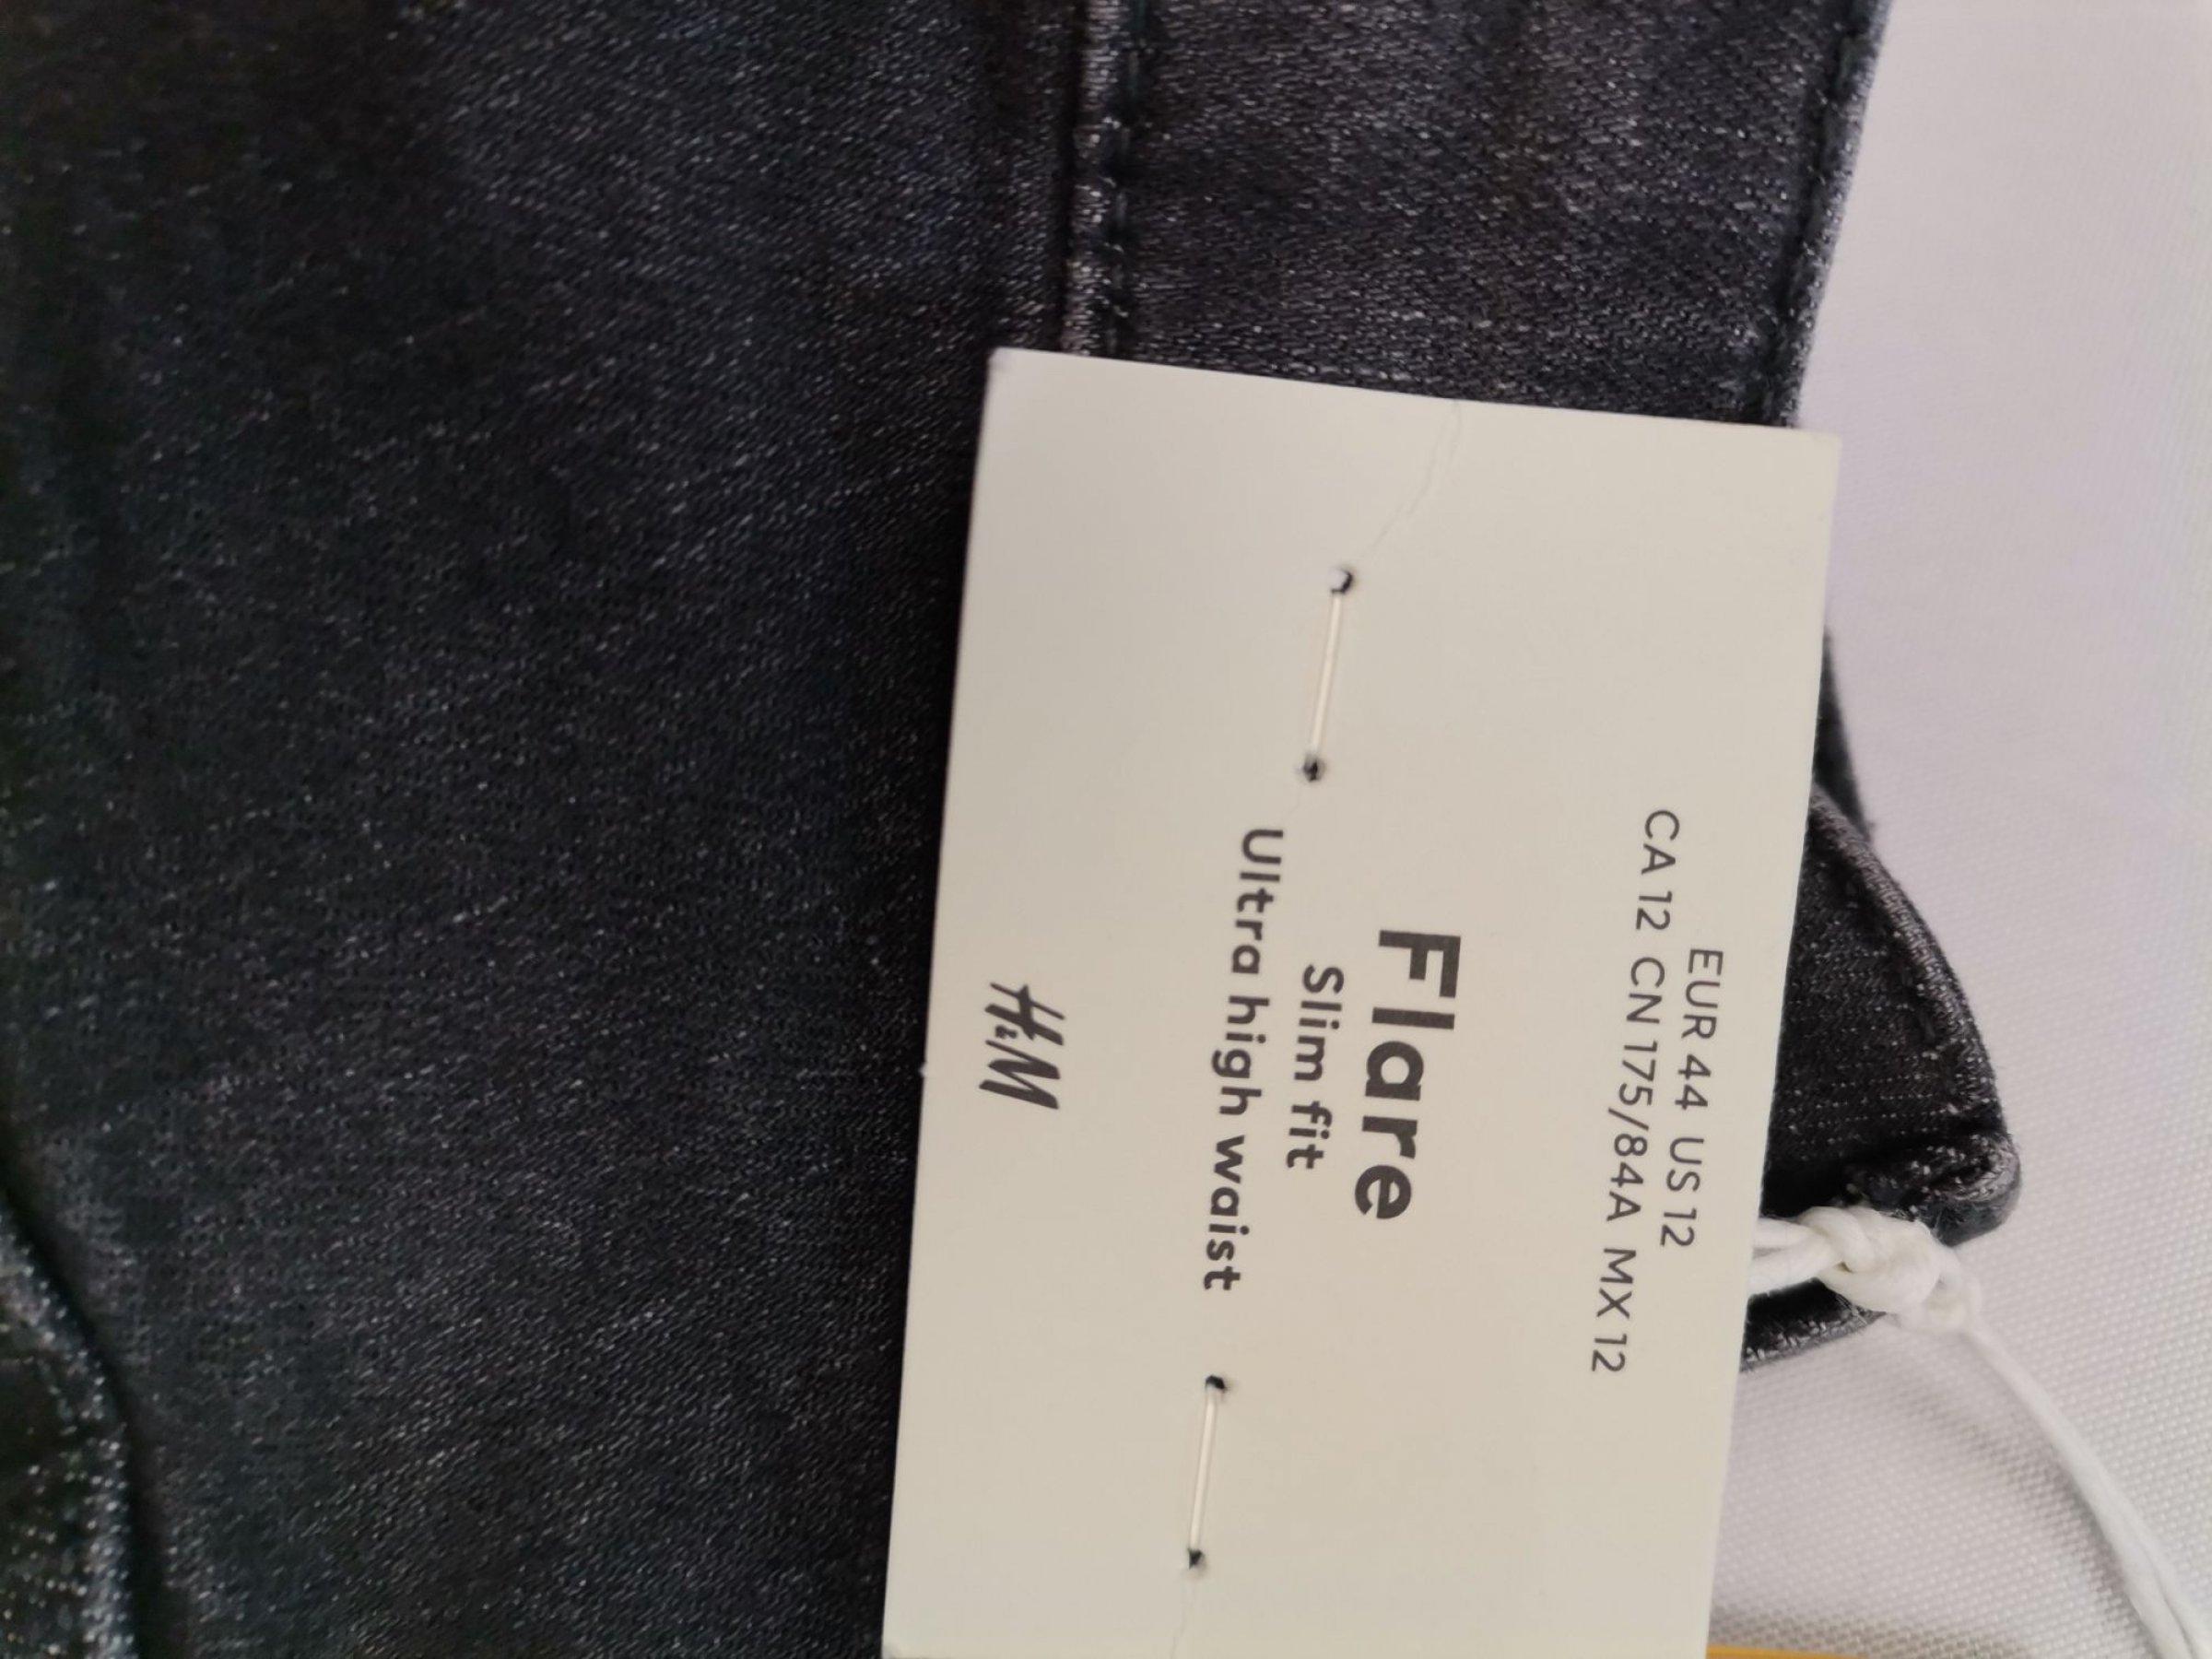 EUR 44 US 12
CA 12 CN 175/84A MX 12
Flare
Slim fit
Ultra high waist
H&M